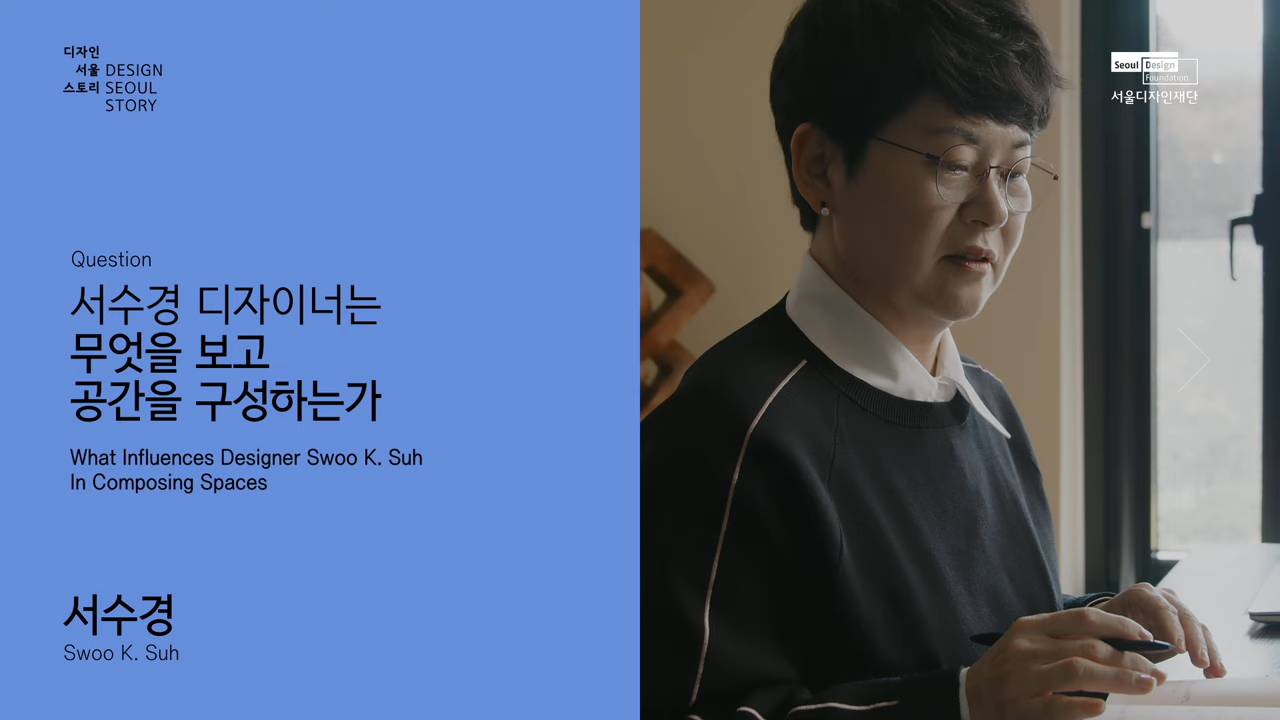 디자인
서울 DESIGN
스토리 SEOUL
STORY
Seoul Design
Foundation
서울디자인재단
Question
서수경 디자이너는
무엇을 보고
공간을 구성하는가
What Influences Designer Swoo K. Suh
In Composing Spaces
서수경
Swoo K. Suh